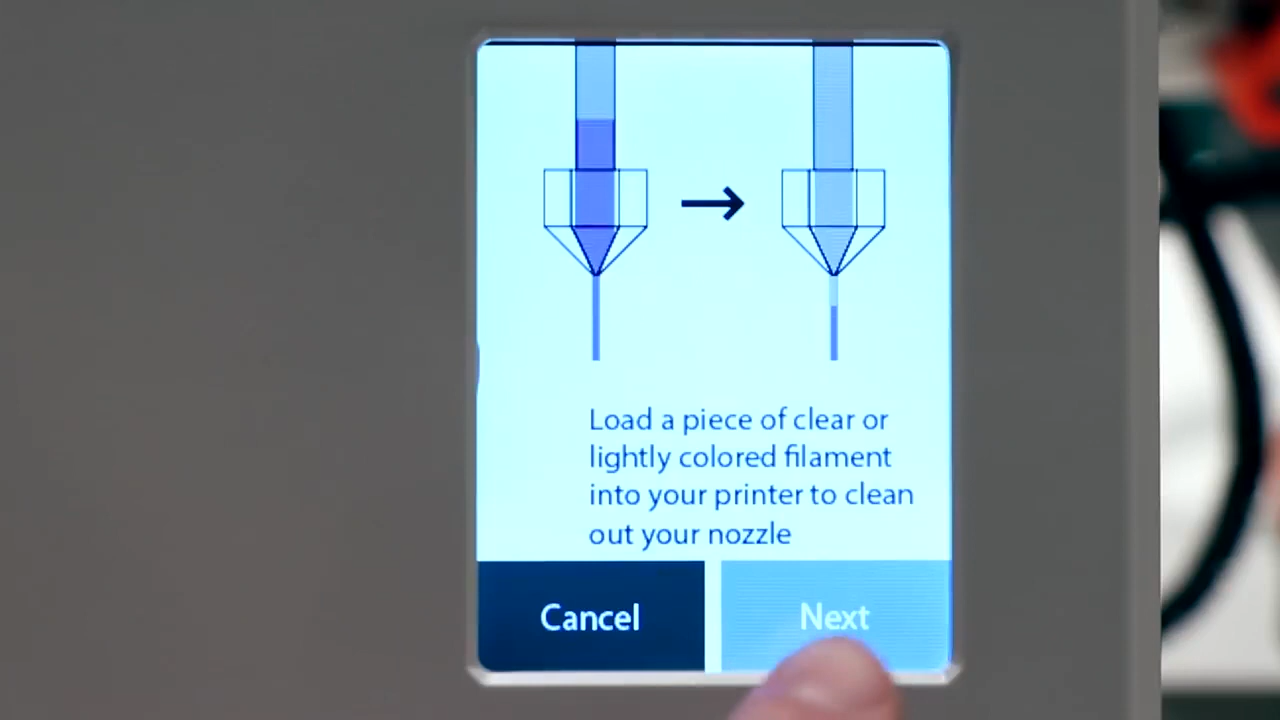 Load a piece of clear or
lightly colored filament
into your printer to clean
out your nozzle
Cancel
Next